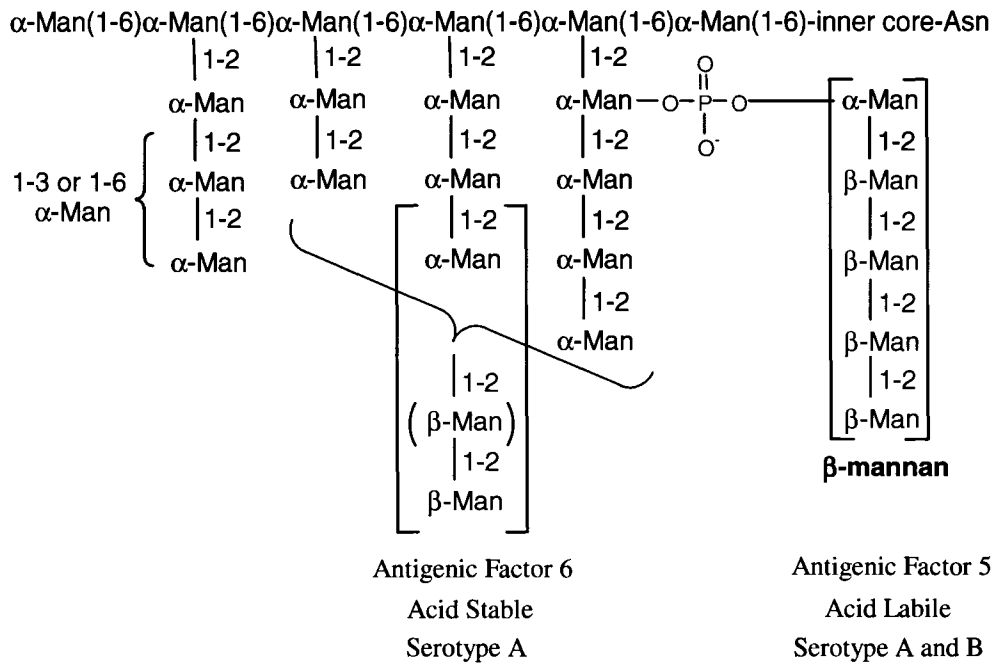 α-Man(1-6)α-Man(1-6)α-Man(1-6)α-Man(1-6)α-Man(1-6)α-Man(1-6)-inner core-Asn
1-2 1-2 1-2 1-2 O
α-Man α-Man α-Man α-Man O P O α-Man
1-2 1-2 1-2 1-2 O- 1-2
1-3 or 1-6 α-Man α-Man α-Man α-Man β-Man
α-Man 1-2 1-2 1-2 1-2
α-Man α-Man α-Man β-Man
1-2 1-2
α-Man β-Man
1-2 1-2
(β-Man) β-Man
1-2 β-mannan
β-Man
Antigenic Factor 6 Antigenic Factor 5
Acid Stable Acid Labile
Serotype A Serotype A and B